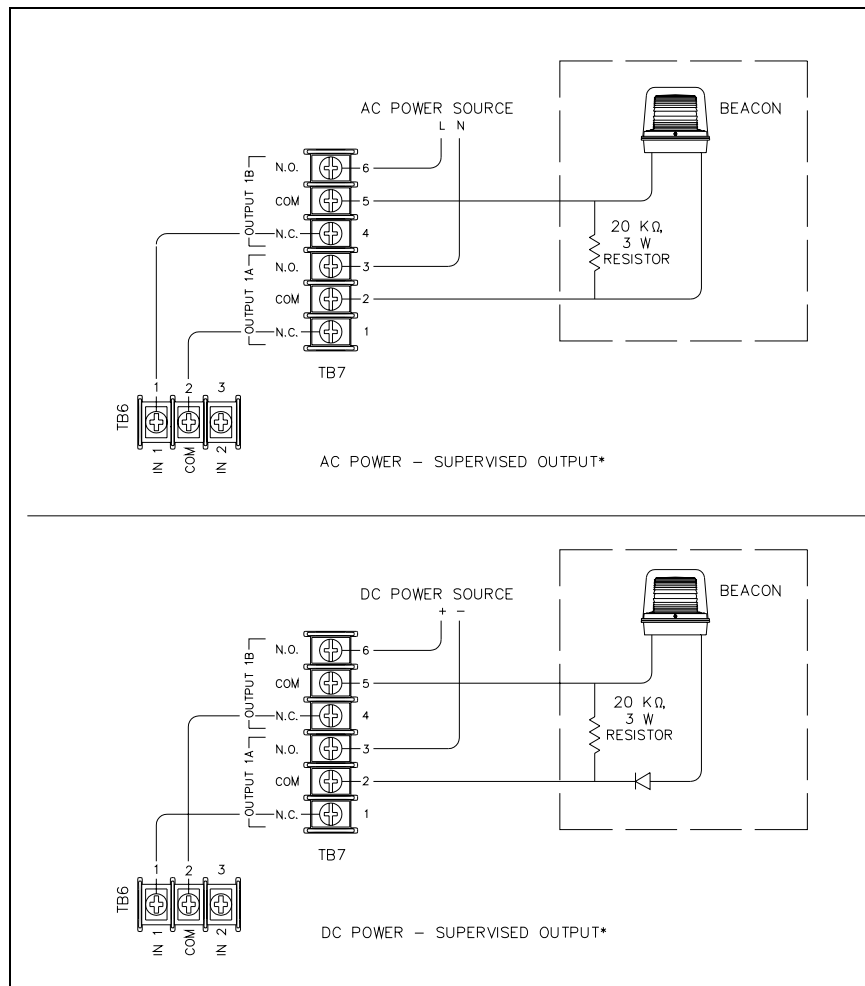 AC POWER SOURCE
L N
BEACON
OUTPUT 1B
N.O. 6
COM 5
N.C. 4
OUTPUT 1A
N.O. 3
COM 2
N.C. 1
20 KΩ,
3 W
RESISTOR
TB7
1 2 3
TB6
IN 1
COM
IN 2
AC POWER – SUPERVISED OUTPUT*
DC POWER SOURCE
+ –
BEACON
OUTPUT 1B
N.O. 6
COM 5
N.C. 4
OUTPUT 1A
N.O. 3
COM 2
N.C. 1
20 KΩ,
3 W
RESISTOR
TB7
1 2 3
TB6
IN 1
COM
IN 2
DC POWER – SUPERVISED OUTPUT*